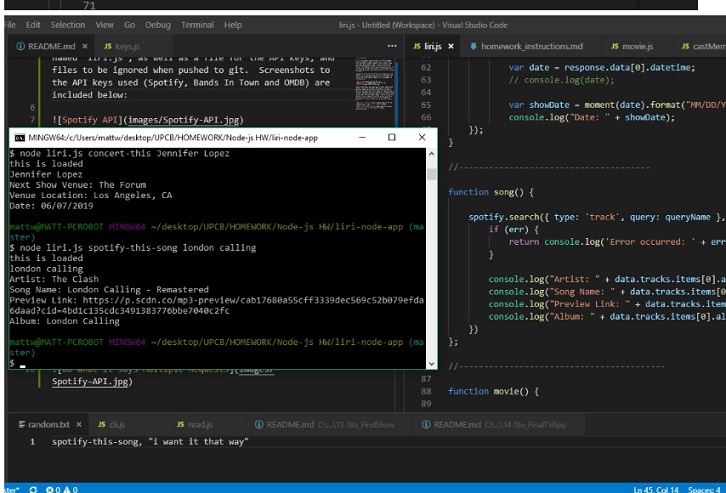 71
File Edit Selection View Go Debug Terminal Help liri.js - Untitled (Workspace) - Visual Studio Code
README.md × JS keys.js
named "liri.js", as well as a file for the API keys, and
files to be ignored when pushed to git. Screenshots to
the API keys used (Spotify, Bands In Town and OMDB) are
included below:
6
7 ![Spotify API](images/Spotify-API.jpg)
MINGW64:/c/Users/mattw/desktop/UPCB/HOMEWORK/Node-js HW/liri-node-app
$ node liri.js concert-this Jennifer Lopez
this is loaded
Jennifer Lopez
Next Show Venue: The Forum
Venue Location: Los Angeles, CA
Date: 06/07/2019
mattw@MATT-PCROBOT MINGW64 ~/desktop/UPCB/HOMEWORK/Node-js HW/liri-node-app (ma
ster)
$ node liri.js spotify-this-song london calling
this is loaded
london calling
Artist: The Clash
Song Name: London Calling - Remastered
Preview Link: https://p.scdn.co/mp3-preview/cab17680a55cff3339dec569c52b079efda
6daad?cid=4bd1c135cdc3491383776bbe7040c2fc
Album: London Calling
mattw@MATT-PCROBOT MINGW64 ~/desktop/UPCB/HOMEWORK/Node-js HW/liri-node-app (ma
ster)
$
Spotify-API.jpg)
JS liri.js × homework_instructions.md JS movie.js JS castMem
62 var date = response.data[0].datetime;
63 // console.log(date);
64
65 var showDate = moment(date).format("MM/DD/Y
66 console.log("Date: " + showDate);
});
}
//-------------------------------------
function song() {
spotify.search({ type: 'track', query: queryName },
if (err) {
return console.log('Error occurred: ' + err
}
console.log("Artist: " + data.tracks.items[0].a
console.log("Song Name: " + data.tracks.items[0
console.log("Preview Link: " + data.tracks.item
console.log("Album: " + data.tracks.items[0].al
})
};
//----------------------------------------
87
88 function movie() {
89
random.txt × JS cli.js JS read.js README.md C:\...\13-Stu_FindShow README.md C:\...\14-Stu_FinalTVApp
1 spotify-this-song, "i want it that way"
ster* 0 0 Ln 45, Col 14 Spaces: 4